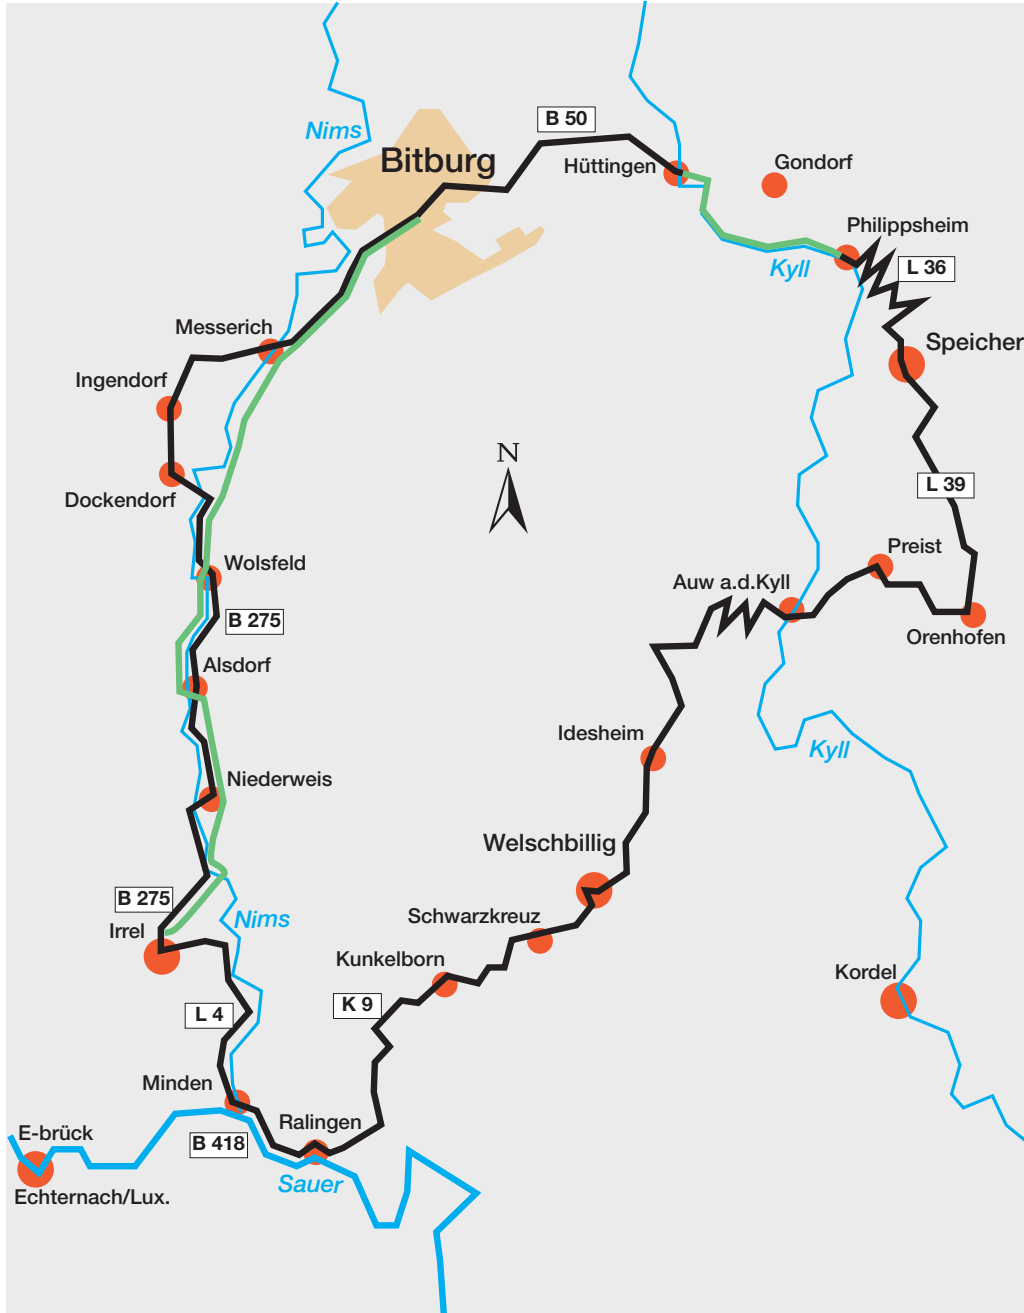 B 50
Nims
Bitburg
Hüttingen
Gondorf
Philippsheim
Kyll
L 36
Messerich
Speicher
Ingendorf
N
Dockendorf
L 39
Wolsfeld
Preist
Auw a.d.Kyll
B 275
Orenhofen
Alsdorf
Idesheim
Kyll
Niederweis
Welschbillig
B 275
Schwarzkreuz
Irrel
Nims
Kunkelborn
Kordel
K 9
L 4
Minden
Ralingen
E-brück
B 418
Sauer
Echternach/Lux.